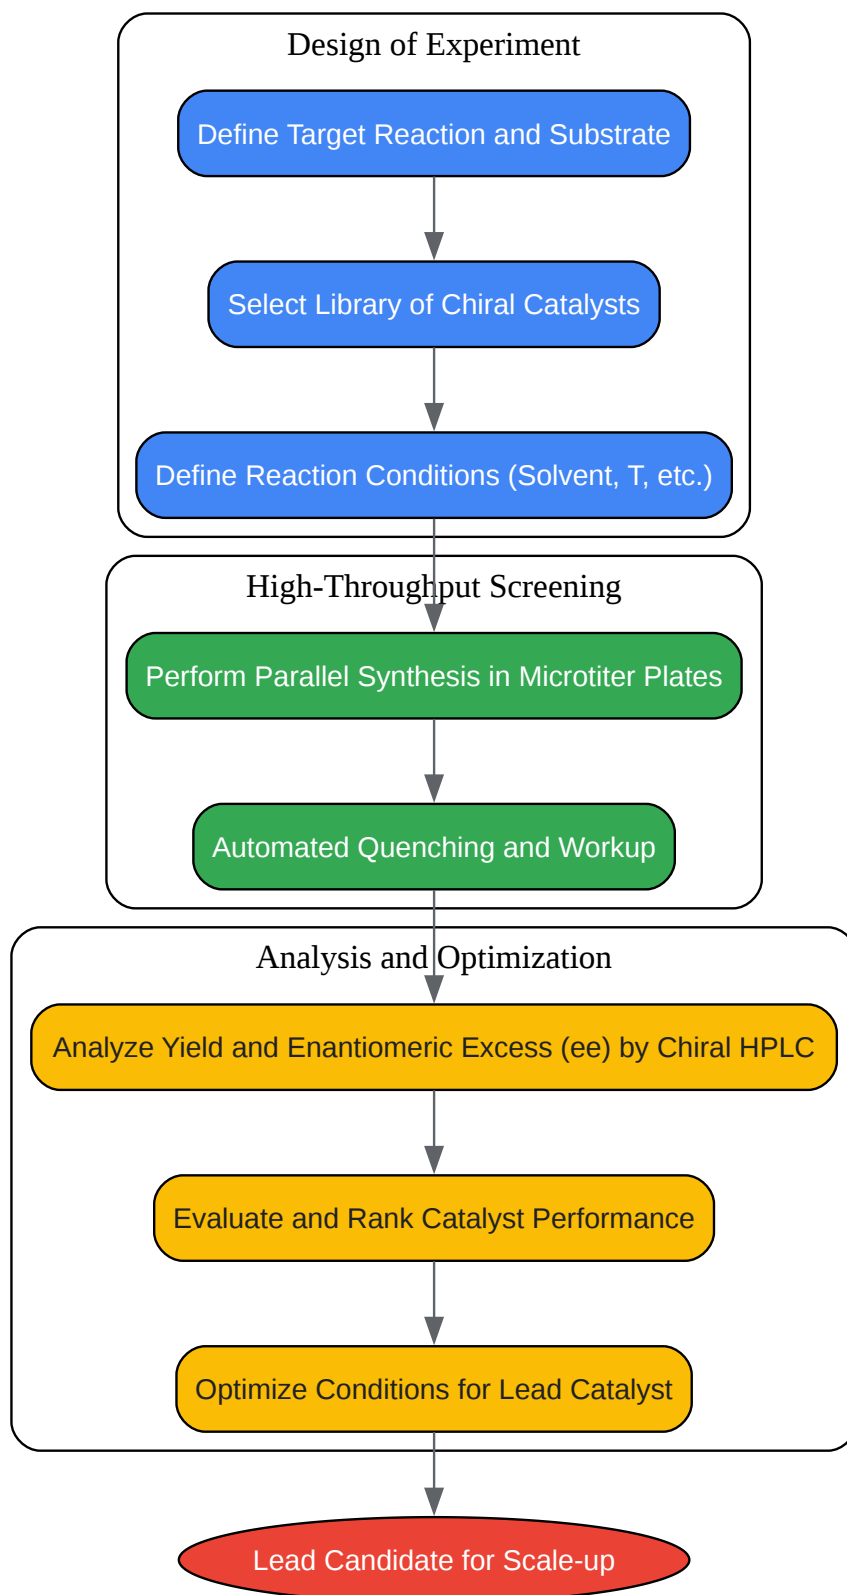 Design of Experiment
Define Target Reaction and Substrate
Select Library of Chiral Catalysts
Define Reaction Conditions (Solvent, T, etc.)
High-Throughput Screening
Perform Parallel Synthesis in Microtiter Plates
Automated Quenching and Workup
Analysis and Optimization
Analyze Yield and Enantiomeric Excess (ee) by Chiral HPLC
Evaluate and Rank Catalyst Performance
Optimize Conditions for Lead Catalyst
Lead Candidate for Scale-up